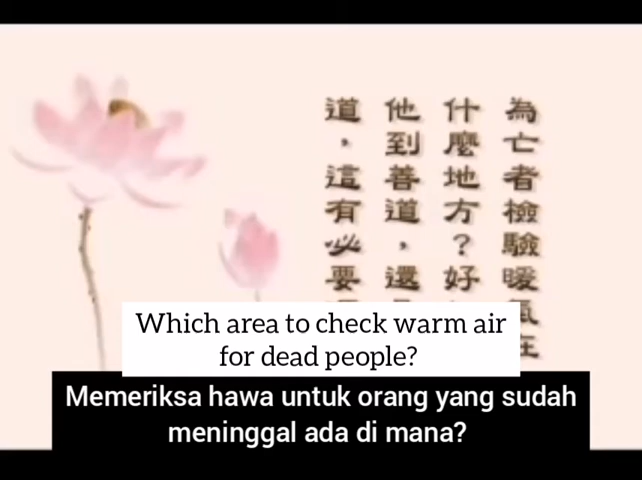 為亡者檢驗暖氣在
什麼地方？好
他到善道，還
道，這有必要
Which area to check warm air
for dead people?
Memeriksa hawa untuk orang yang sudah
meninggal ada di mana?